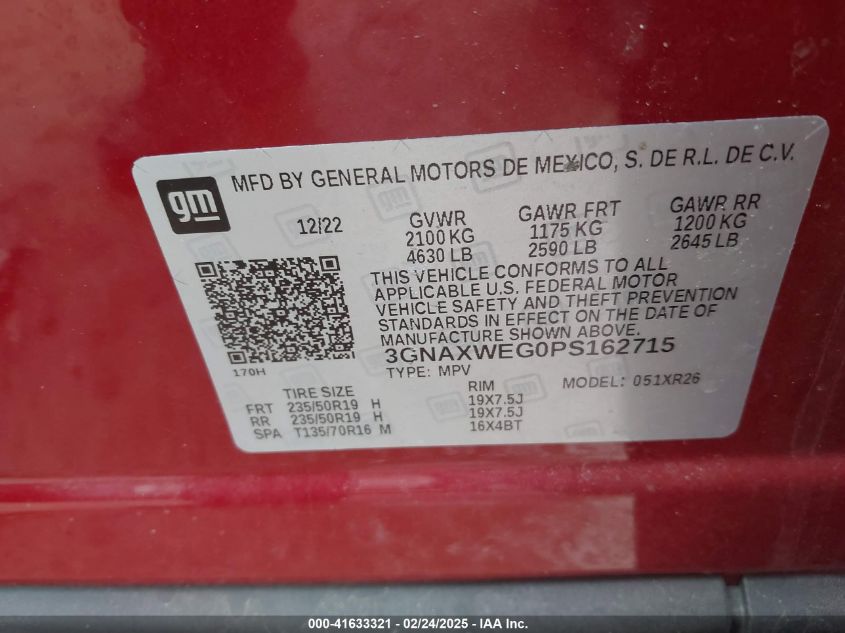 gm
MFD BY GENERAL MOTORS DE MEXICO, S. DE R.L. DE C.V.
12/22
GVWR GAWR FRT GAWR RR
2100 KG 1175 KG 1200 KG
4630 LB 2590 LB 2645 LB
THIS VEHICLE CONFORMS TO ALL
APPLICABLE U.S. FEDERAL MOTOR
VEHICLE SAFETY AND THEFT PREVENTION
STANDARDS IN EFFECT ON THE DATE OF
MANUFACTURE SHOWN ABOVE.
3GNAXWEG0PS162715
170H
TYPE: MPV MODEL: 051XR26
TIRE SIZE RIM
FRT 235/50R19 H 19X7.5J
RR 235/50R19 H 19X7.5J
SPA T135/70R16 M 16X4BT
000-41633321 - 02/24/2025 - IAA Inc.